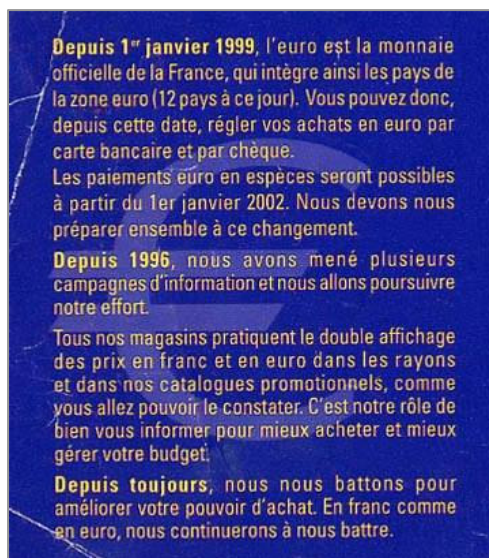 Depuis 1er janvier 1999, l'euro est la monnaie
officielle de la France, qui intègre ainsi les pays de
la zone euro (12 pays à ce jour). Vous pouvez donc,
depuis cette date, régler vos achats en euro par
carte bancaire et par chèque.
Les paiements euro en espèces seront possibles
à partir du 1er janvier 2002. Nous devons nous
préparer ensemble à ce changement.
Depuis 1996, nous avons mené plusieurs
campagnes d'information et nous allons poursuivre
notre effort.
Tous nos magasins pratiquent le double affichage
des prix en franc et en euro dans les rayons
et dans nos catalogues promotionnels, comme
vous allez pouvoir le constater. C'est notre rôle de
bien vous informer pour mieux acheter et mieux
gérer votre budget.
Depuis toujours, nous nous battons pour
améliorer votre pouvoir d'achat. En franc comme
en euro, nous continuerons à nous battre.